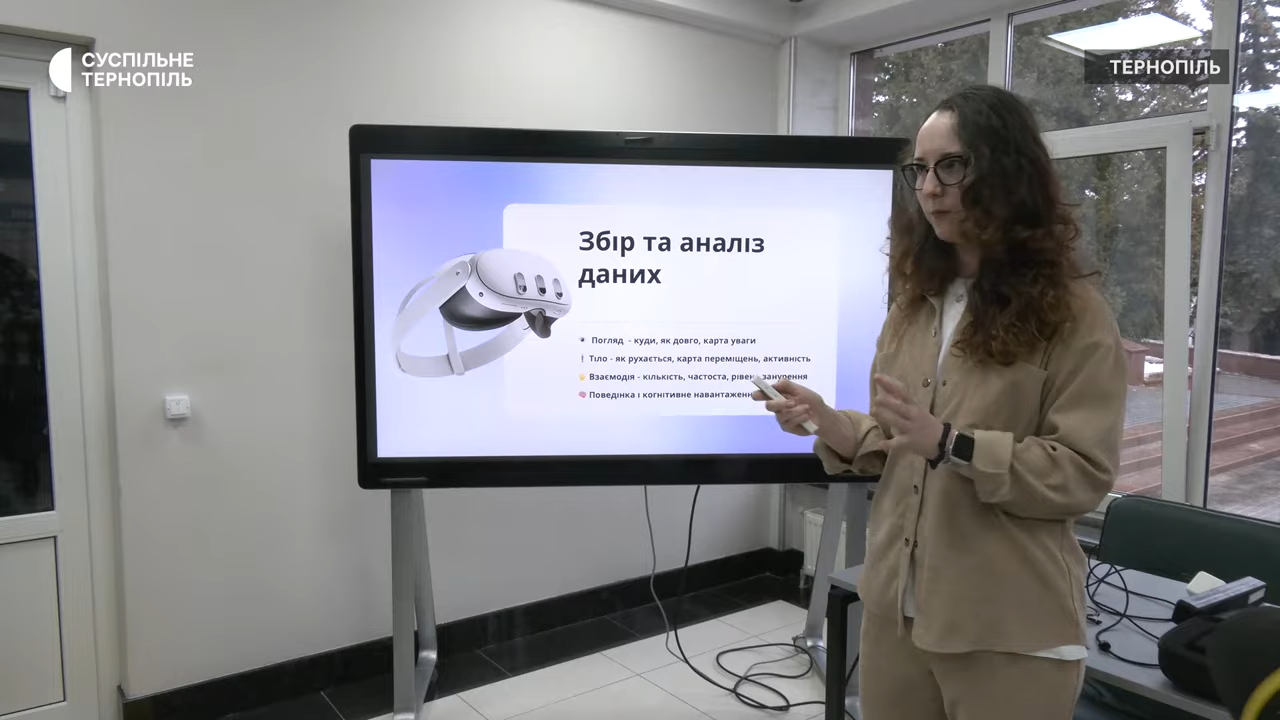 СУСПІЛЬНЕ
ТЕРНОПІЛЬ
ТЕРНОПІЛЬ
Збір та аналіз
даних
Погляд - куди, як довго, карта уваги
Тіло - як рухається, карта переміщень, активність
Взаємодія - кількість, частота, рівень занурення
Поведінка і когнітивне